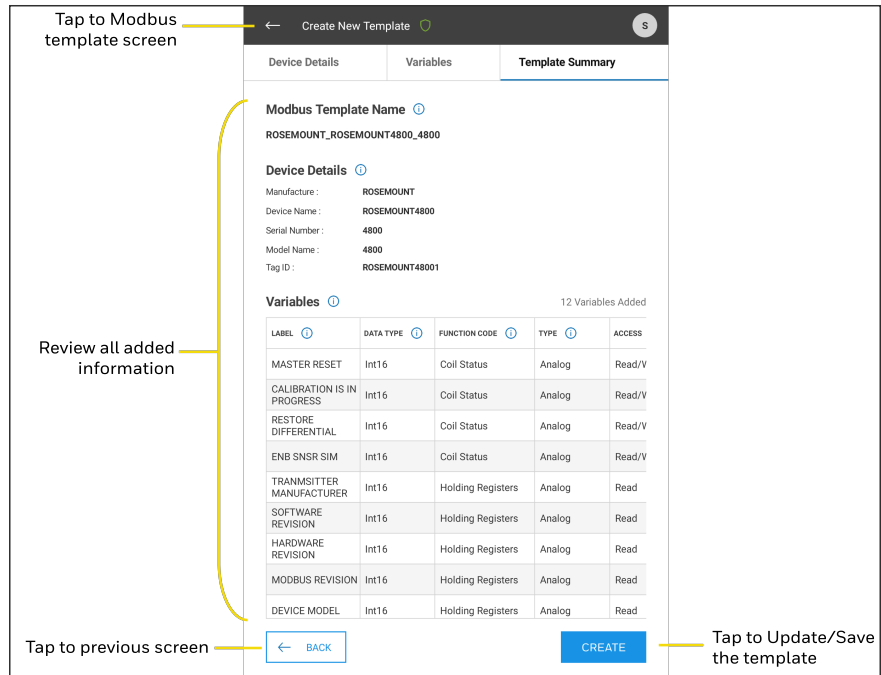 Tap to Modbus
template screen
Create New Template
S
Device Details Variables Template Summary
Modbus Template Name
ROSEMOUNT_ROSEMOUNT4800_4800
Device Details
Manufacture : ROSEMOUNT
Device Name : ROSEMOUNT4800
Serial Number : 4800
Model Name : 4800
Tag ID : ROSEMOUNT48001
Variables 12 Variables Added
LABEL DATA TYPE FUNCTION CODE TYPE ACCESS
Review all added
information
MASTER RESET Int16 Coil Status Analog Read/W
CALIBRATION IS IN
PROGRESS Int16 Coil Status Analog Read/W
RESTORE
DIFFERENTIAL Int16 Coil Status Analog Read/W
ENB SNSR SIM Int16 Coil Status Analog Read/W
TRANMSITTER
MANUFACTURER Int16 Holding Registers Analog Read
SOFTWARE
REVISION Int16 Holding Registers Analog Read
HARDWARE
REVISION Int16 Holding Registers Analog Read
MODBUS REVISION Int16 Holding Registers Analog Read
DEVICE MODEL Int16 Holding Registers Analog Read
Tap to previous screen
BACK
CREATE
Tap to Update/Save
the template